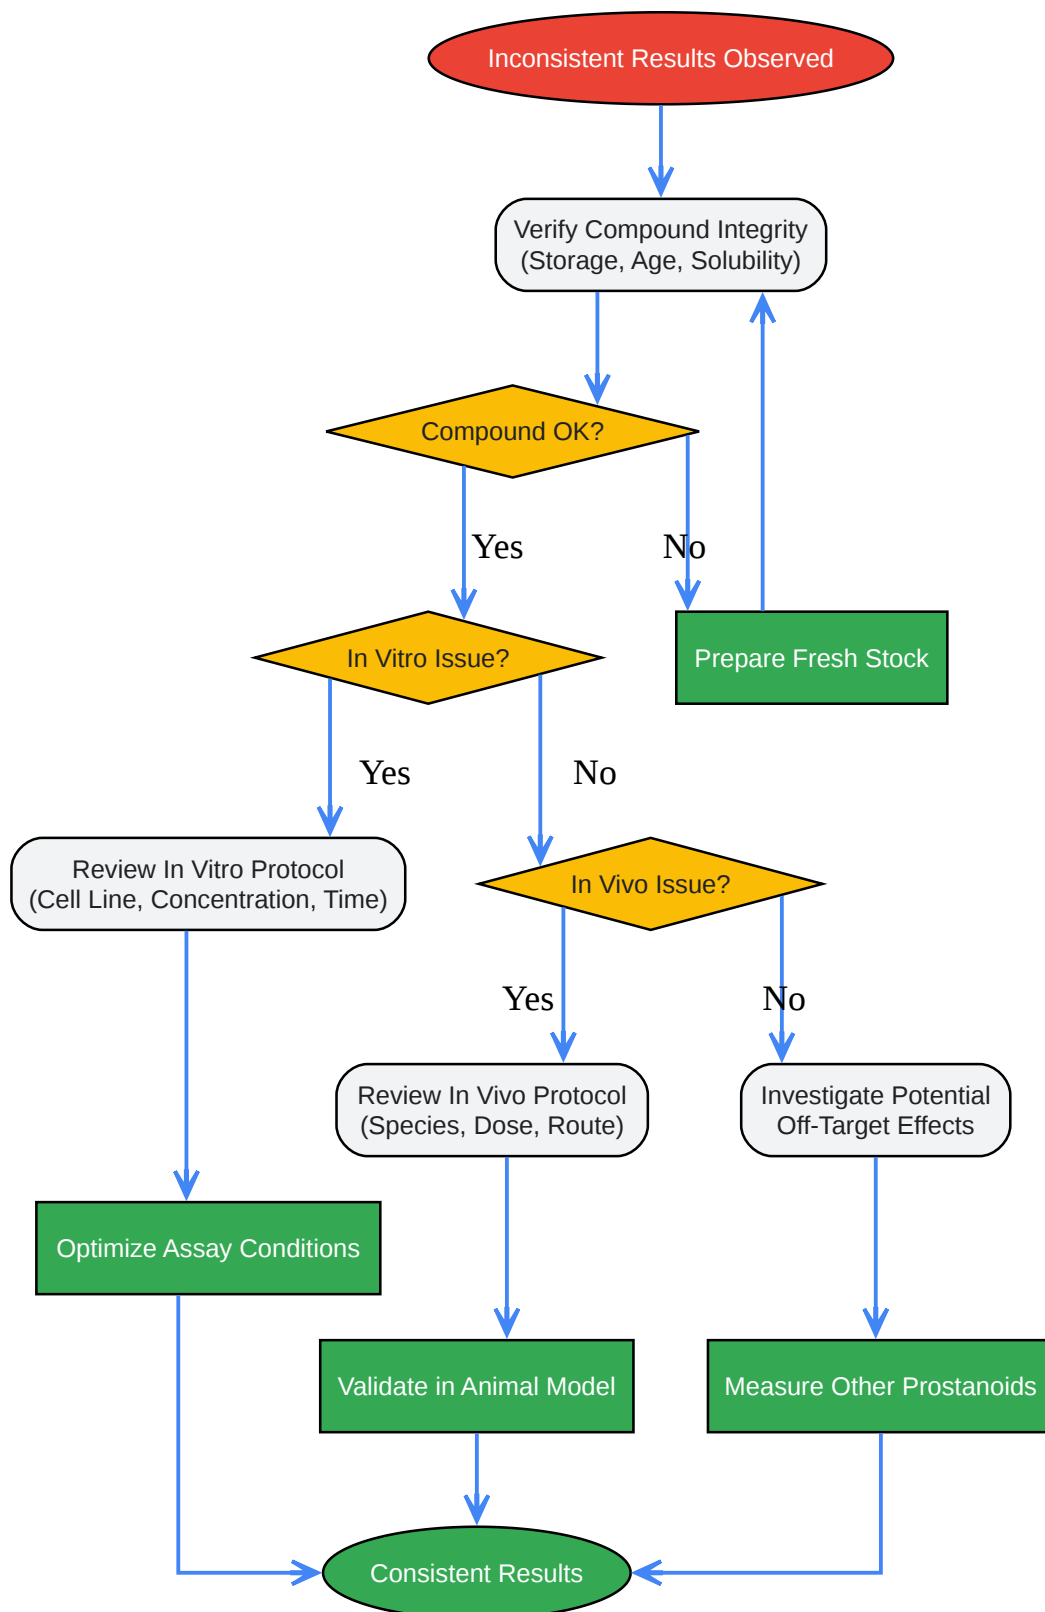 Inconsistent Results Observed
Verify Compound Integrity
(Storage, Age, Solubility)
Compound OK?
Yes
No
In Vitro Issue?
Prepare Fresh Stock
Yes
No
Review In Vitro Protocol
(Cell Line, Concentration, Time)
In Vivo Issue?
Yes
No
Review In Vivo Protocol
(Species, Dose, Route)
Investigate Potential
Off-Target Effects
Optimize Assay Conditions
Validate in Animal Model
Measure Other Prostanoids
Consistent Results